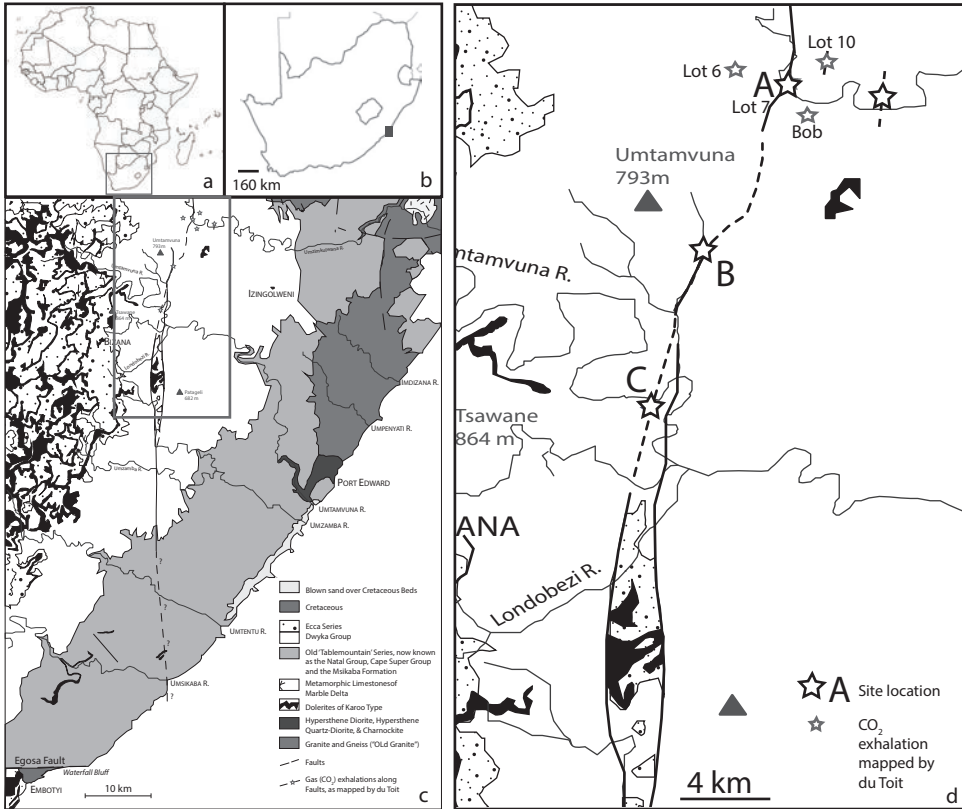 a
160 km
b
Umtamvuna
793m
Umtamvuna R.
Tsawane
864 m
BIZANA
Londobezi R.
Patageli
682 m
IZINGOLWENI
UMDIZANA R.
UMPENYATI R.
PORT EDWARD
UMTAMVUNA R.
UMZAMBA R.
Umzamba R.
?
?
?
?
UMTENTU R.
UMSIKABA R.
Egosa Fault
Waterfall Bluff
EMBOTYI
10 km
Blown sand over Cretaceous Beds
Cretaceous
Ecca Series
Dwyka Group
Old ‘Tablemountain’ Series, now known
as the Natal Group, Cape Super Group
and the Msikaba Formation
Metamorphic Limestonesof
Marble Delta
Dolerites of Karoo Type
Hypersthene Diorite, Hypersthene
Quartz-Diorite, & Charnockite
Granite and Gneiss ("OLd Granite")
Faults
Gas (CO₂) exhalations along
Faults, as mapped by du Toit
c
Lot 10
Lot 6
A
Lot 7
Bob
Umtamvuna
793m
B
ntamvuna R.
C
Tsawane
864 m
ANA
Londobezi R.
A Site location
CO₂
exhalation
mapped by
du Toit
4 km
d